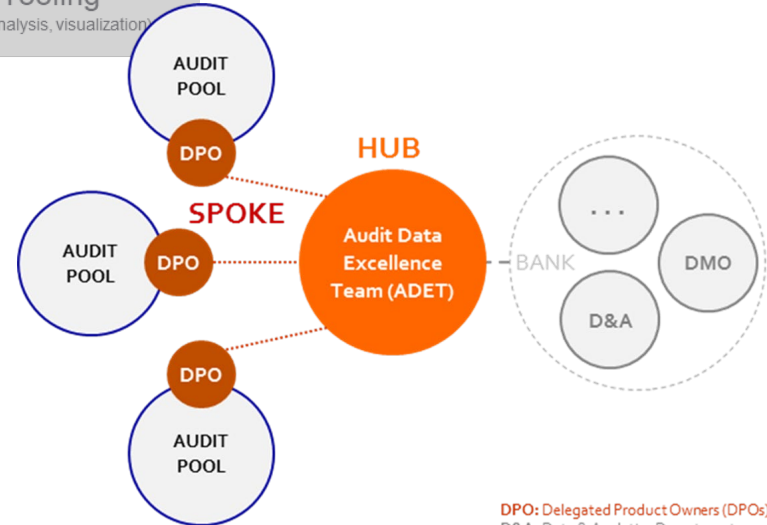 Tooling
nalysis, visualization)
AUDIT
POOL
DPO
HUB
SPOKE
AUDIT
POOL
DPO
Audit Data
Excellence
Team (ADET)
BANK
...
DMO
D&A
DPO
AUDIT
POOL
DPO: Delegated Product Owners (DPOs)